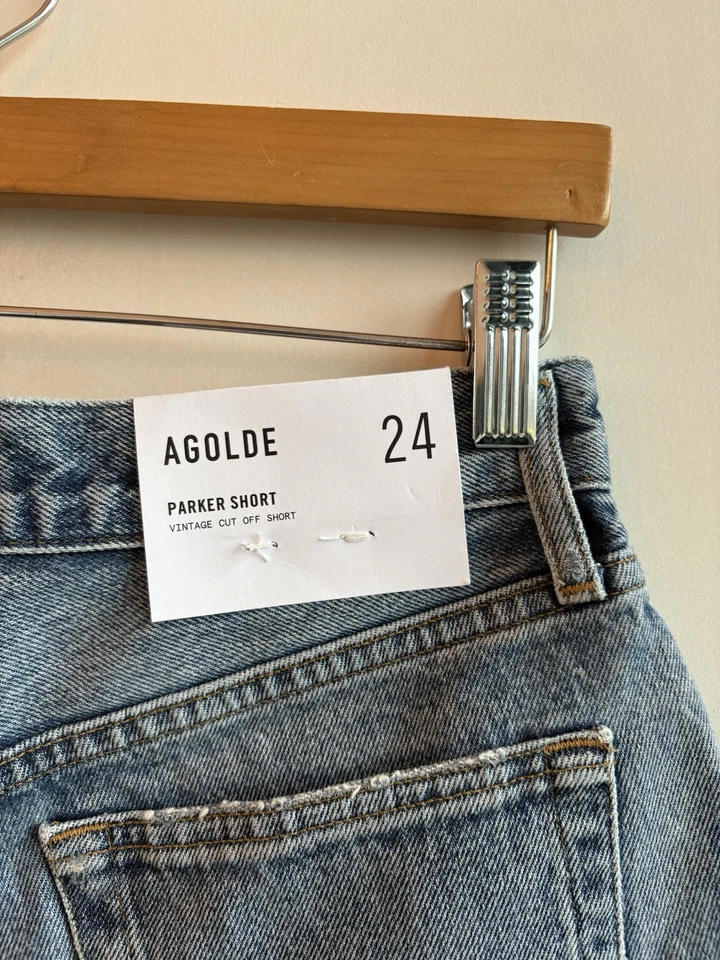 AGOLDE 24
PARKER SHORT
VINTAGE CUT OFF SHORT